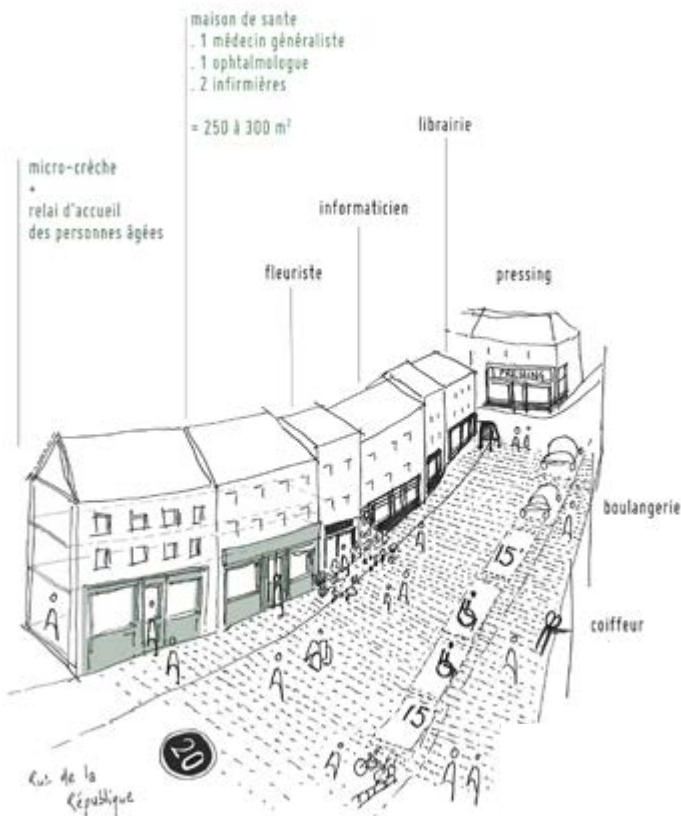 maison de sante
. 1 médecin généraliste
. 1 ophtalmologue
. 2 infirmières
= 250 à 300 m²
librairie
micro-crèche
+
relai d'accueil
des personnes âgées
informaticien
fleuriste
pressing
PRESSING
boulangerie
15'
coiffeur
15
20
Rue de la
République